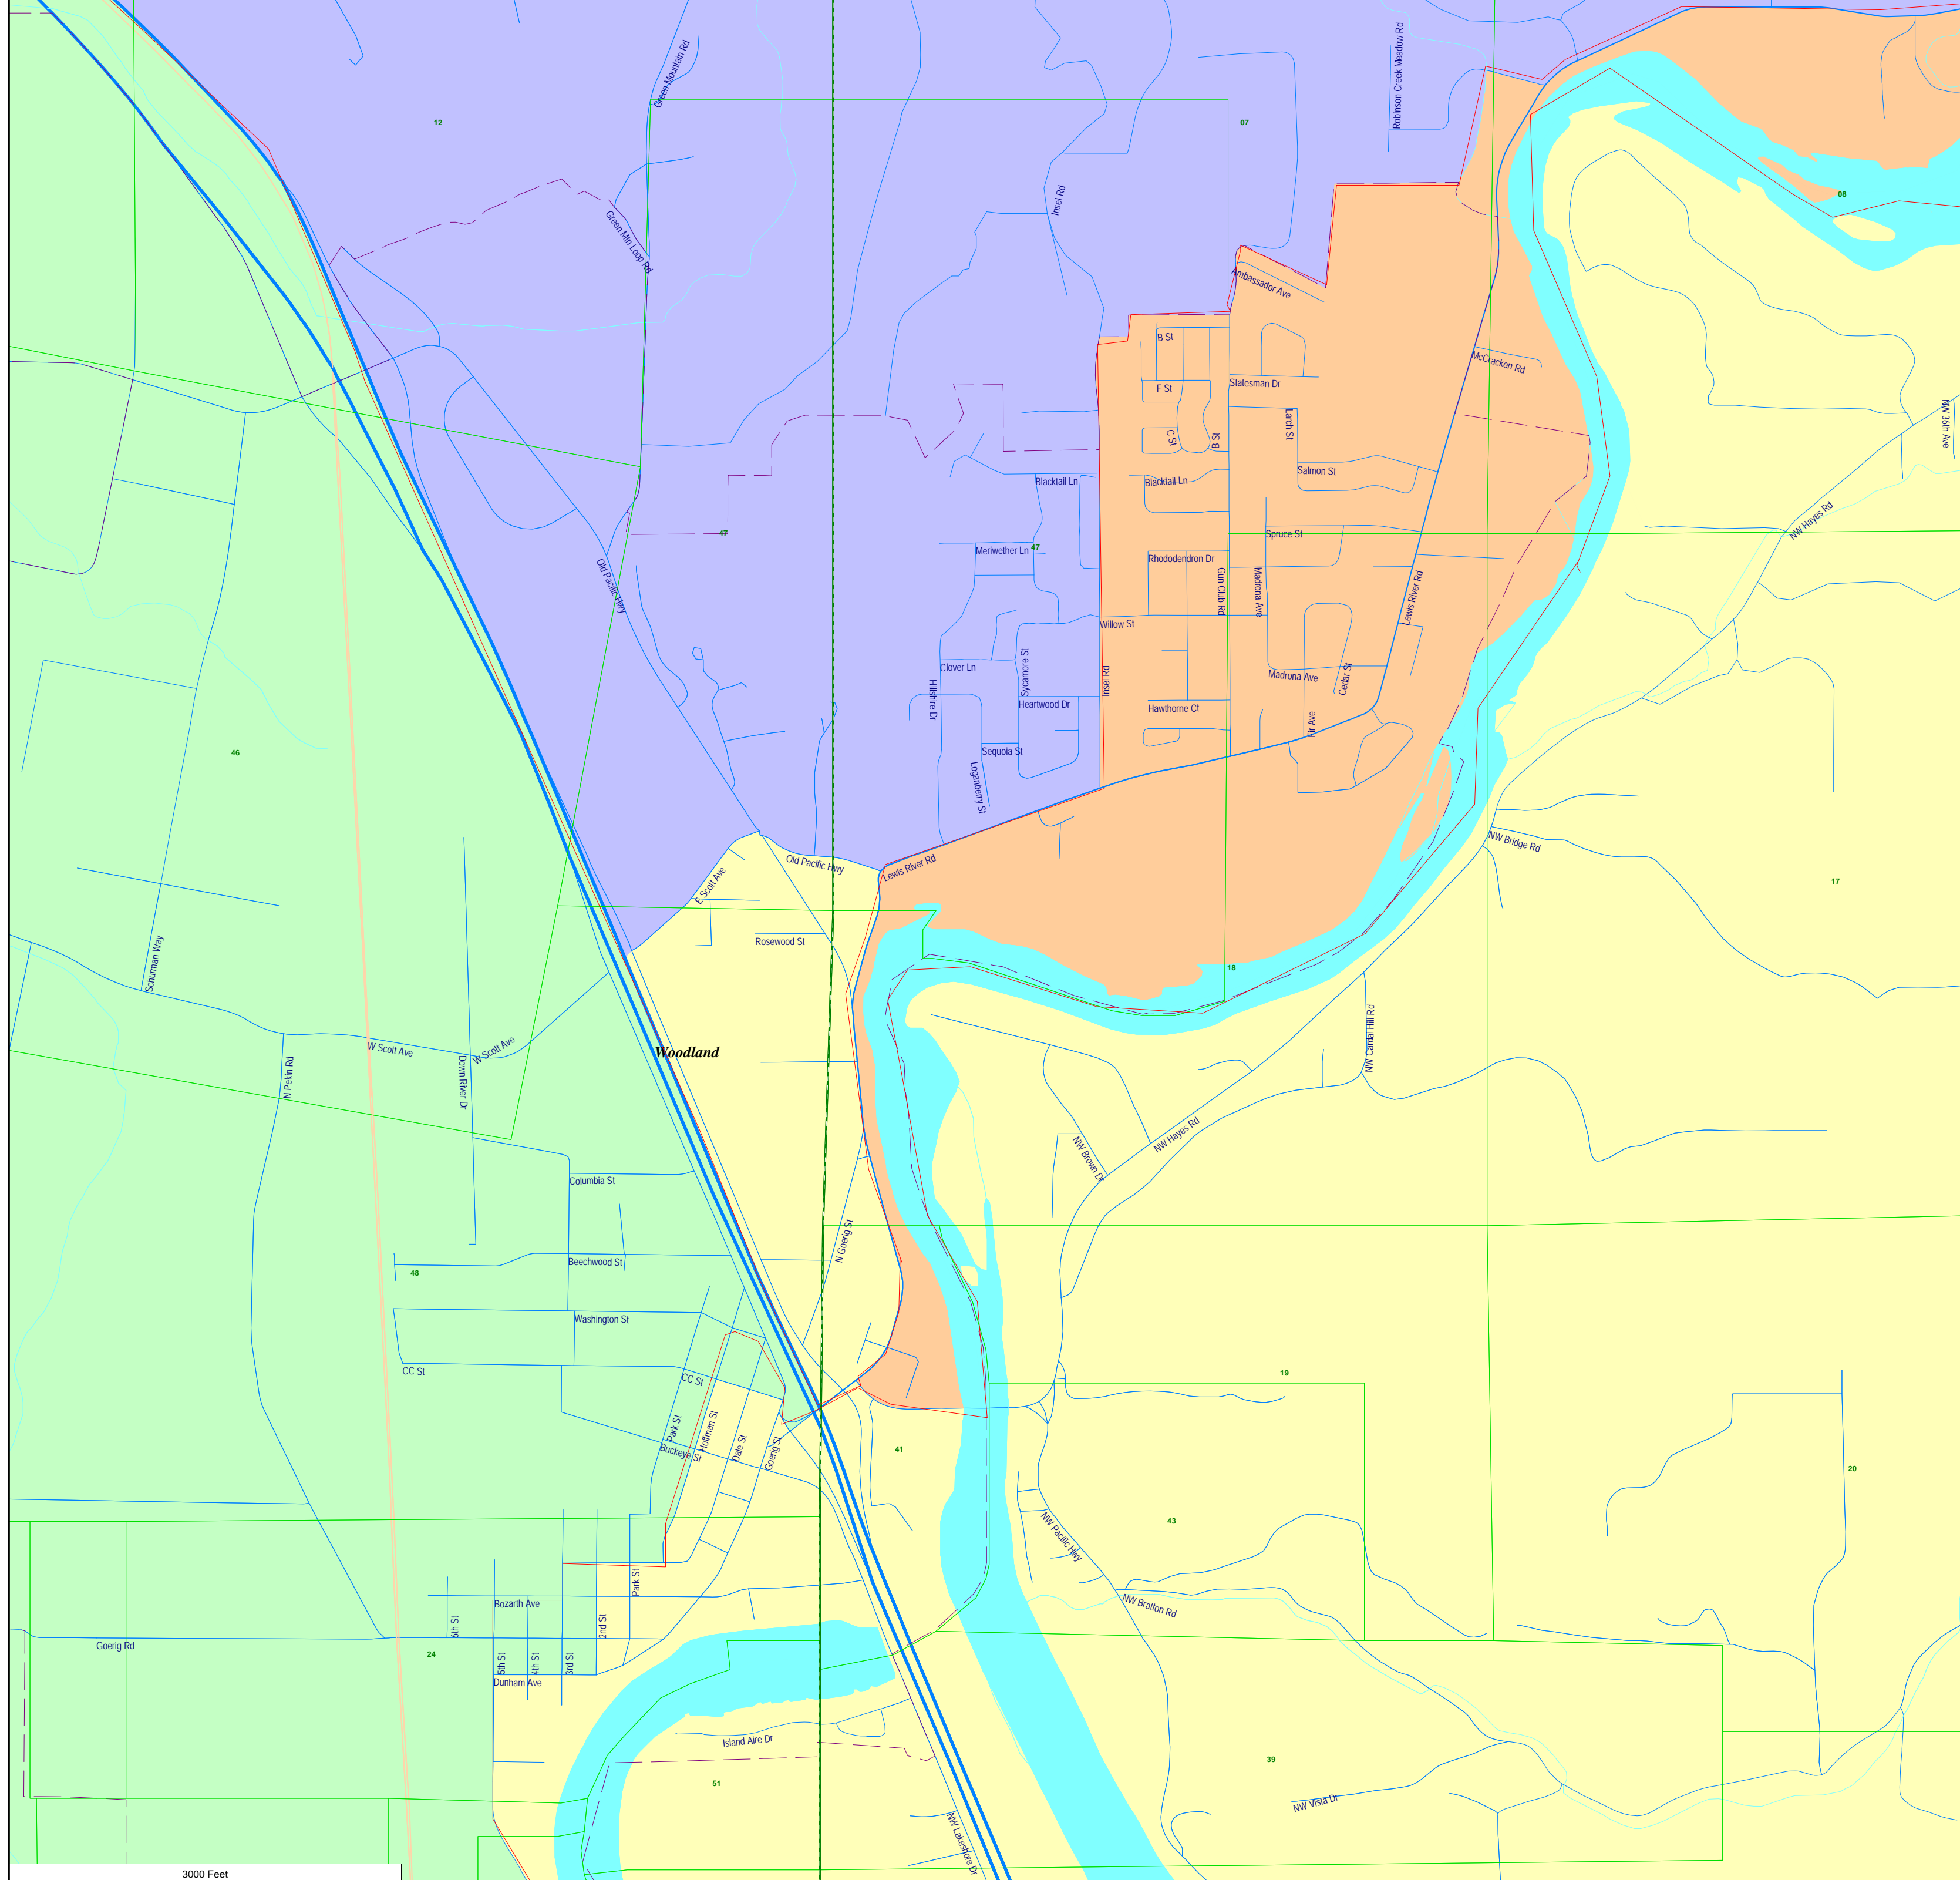 Green Mountain Rd
Robinson Creek Meadow Rd
12
07
08
Insel Rd
Green Mtn Loop Rd
Ambassador Ave
B St
McCracken Rd
F St
Statesman Dr
Larch St
NW 36th Ave
C St
B St
Salmon St
Blacktail Ln
Blacktail Ln
NW Hayes Rd
47
47
Spruce St
Meriwether Ln
Rhododendron Dr
Old Pacific Hwy
Gun Club Rd
Madrona Ave
Lewis River Rd
Willow St
Clover Ln
Sycamore St
Insel Rd
Madrona Ave
Cedar St
Hillshire Dr
Heartwood Dr
Hawthorne Ct
Fir Ave
46
Sequoia St
Loganberry St
NW Bridge Rd
Old Pacific Hwy
Lewis River Rd
E Scott Ave
17
Rosewood St
Schurman Way
18
W Scott Ave
W Scott Ave
Woodland
N Pekin Rd
Down River Dr
NW Cardai Hill Rd
NW Hayes Rd
NW Brown Dr
Columbia St
N Goerig St
Beechwood St
48
Washington St
CC St
CC St
19
Park St
Hoffman St
Dale St
Goerig St
Buckeye St
41
20
43
NW Pacific Hwy
Park St
Bozarth Ave
NW Bratton Rd
6th St
2nd St
Goerig Rd
24
5th St
4th St
3rd St
Dunham Ave
Island Aire Dr
39
51
NW Vista Dr
NW Lakeshore Dr
3000 Feet